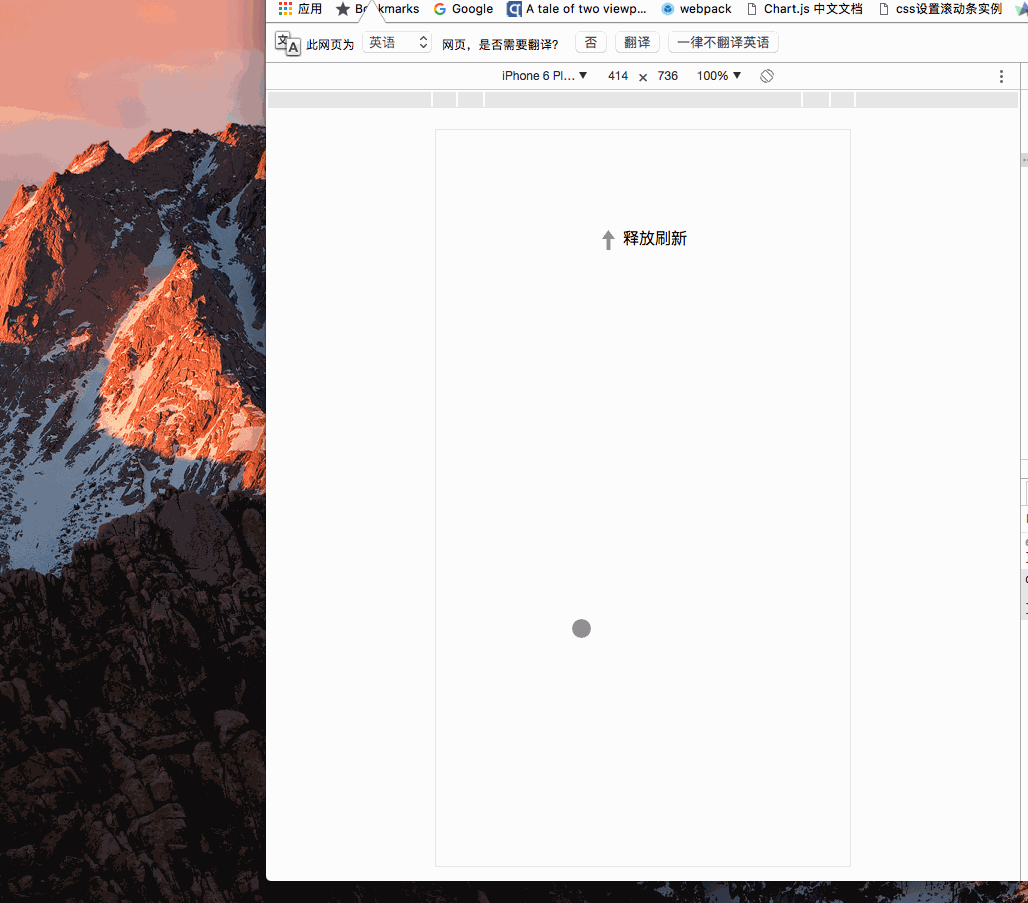 应用 Bo kmarks Google A tale of two viewp... webpack Chart.js 中文文档 css设置滚动条实例
此网页为 英语 网页，是否需要翻译? 否 翻译 一律不翻译英语
iPhone 6 Pl... ▼ 414 × 736 100% ▼
释放刷新